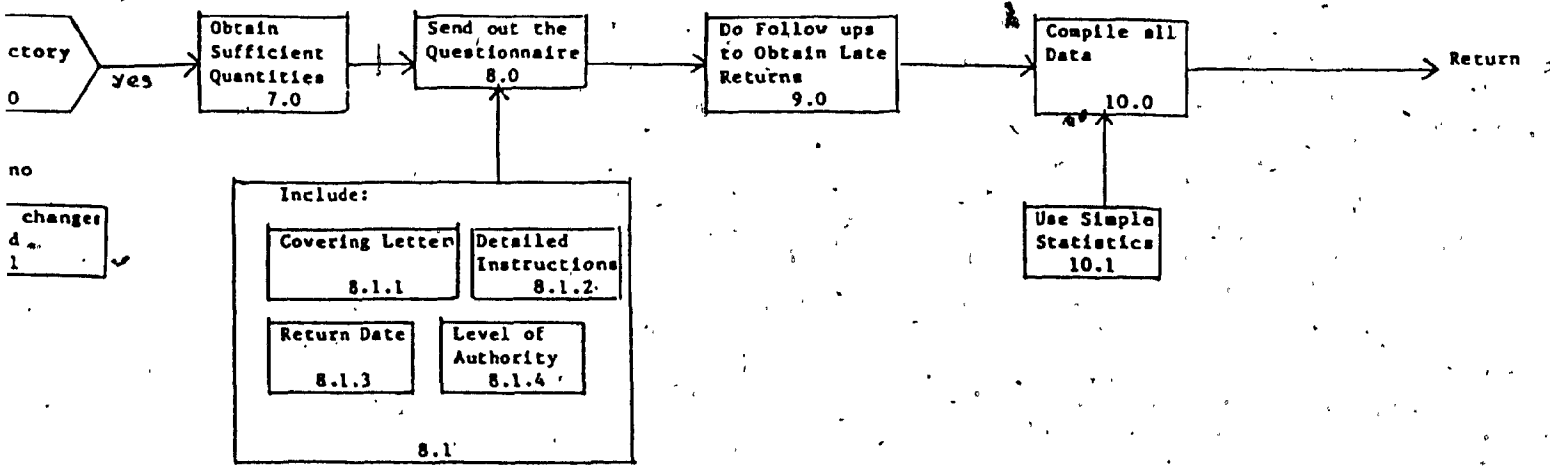 ctory
0
yes
no
changes
d
1
Obtain
Sufficient
Quantities
7.0
Send out the
Questionnaire
8.0
Do Follow ups
to Obtain Late
Returns
9.0
Compile all
Data
10.0
Return
Include:
Covering Letter
8.1.1
Detailed
Instructions
8.1.2
Return Date
8.1.3
Level of
Authority
8.1.4
8.1
Use Simple
Statistics
10.1